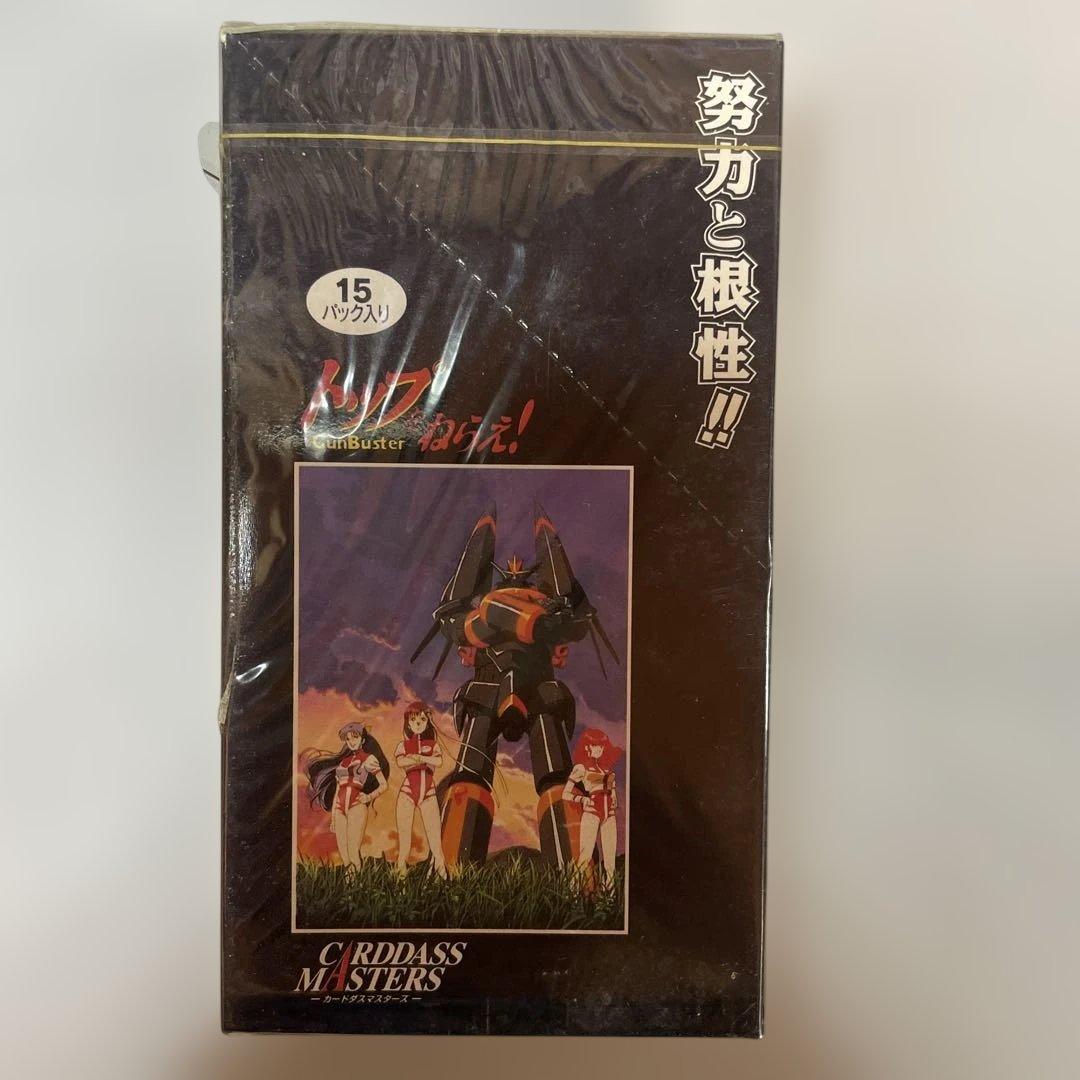 努力と根性!!
15
パック入り
トップ
をねらえ!
GunBuster
CARDDASS
MASTERS
ーカードダスマスターズー